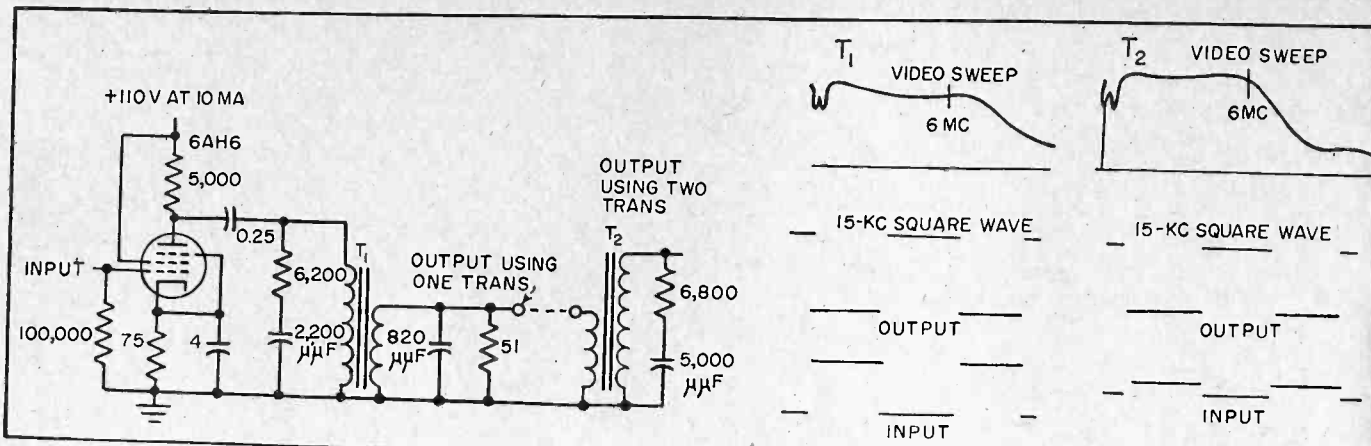 +110V AT 10 MA
6AH6
5,000
0.25
INPUT
100,000
75
4
6,200
2,200
μμF
T1
820
μμF
OUTPUT USING
ONE TRANS,
51
OUTPUT
USING TWO
TRANS
T2
6,800
5,000
μμF
T1
VIDEO SWEEP
6 MC
15-KC SQUARE WAVE
OUTPUT
INPUT
T2
VIDEO SWEEP
6 MC
15-KC SQUARE WAVE
OUTPUT
INPUT